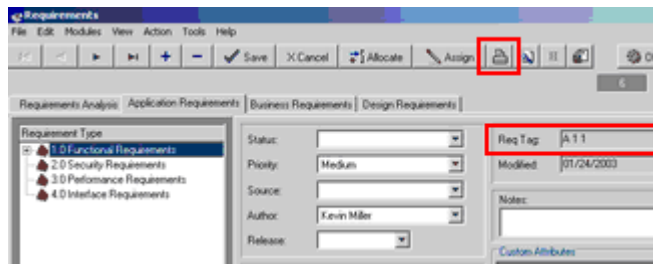 Requirements
File Edit Modules View Action Tools Help
Save X Cancel Allocate Assign
6
Requirements Analysis Application Requirements Business Requirements Design Requirements
Requirement Type
1.0 Functional Requirements
2.0 Security Requirements
3.0 Performance Requirements
4.0 Interface Requirements
Status:
Priority: Medium
Source:
Author: Kevin Miller
Release:
Req Tag: A 1 1
Modified: 01/24/2003
Notes:
Custom Attributes